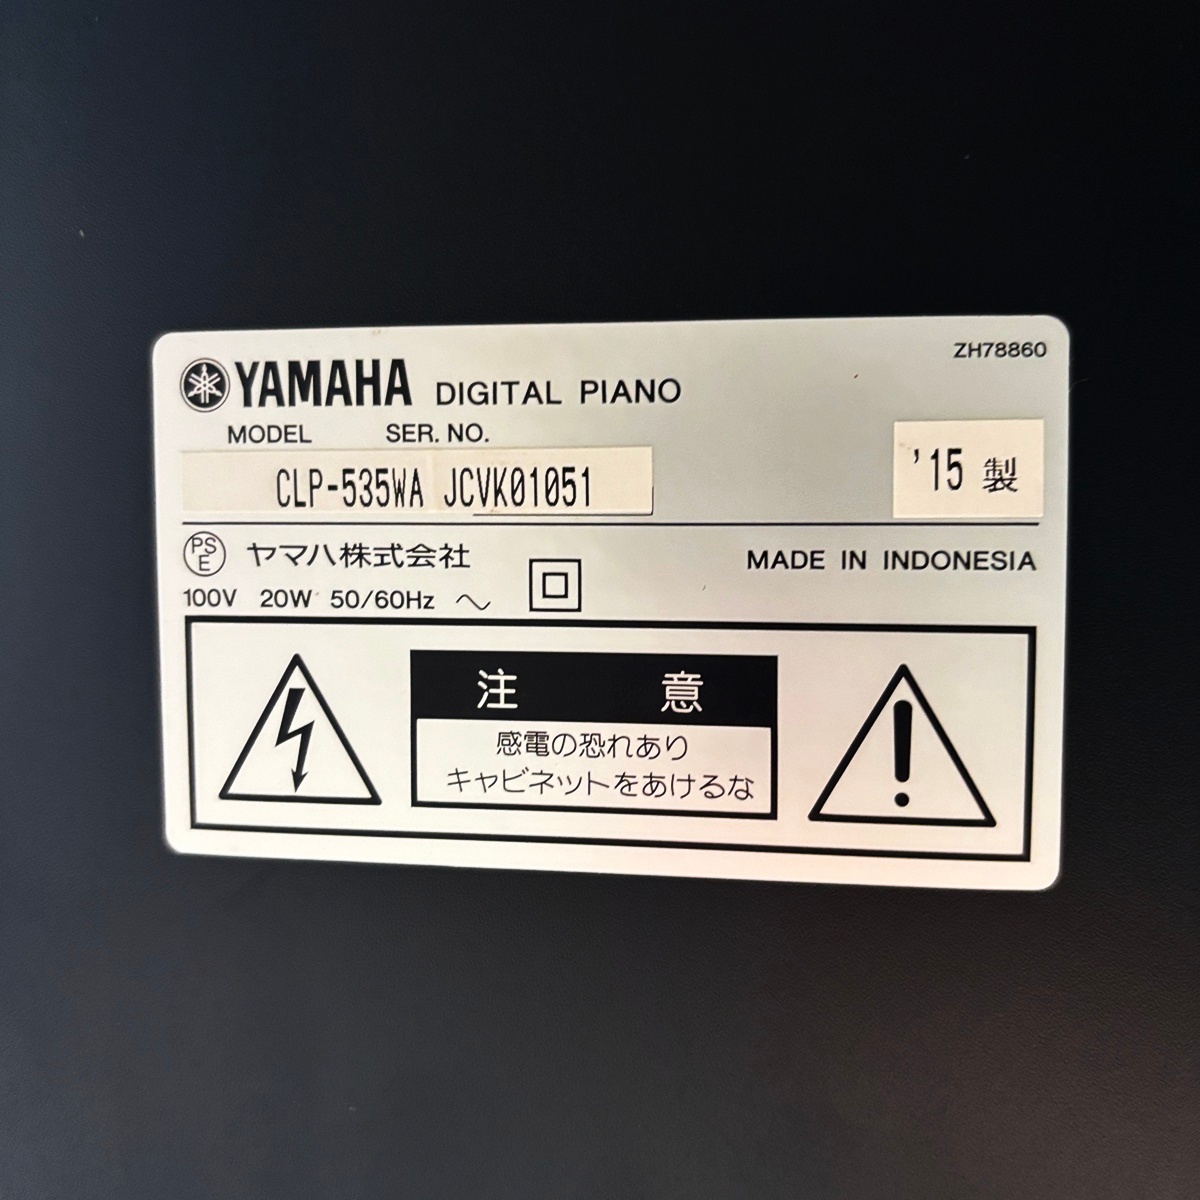 ZH78860
YAMAHA DIGITAL PIANO
MODEL SER. NO.
CLP-535WA JCVK01051
'15 製
PSE ヤマハ株式会社
MADE IN INDONESIA
100V 20W 50/60Hz
注意
感電の恐れあり
キャビネットをあけるな